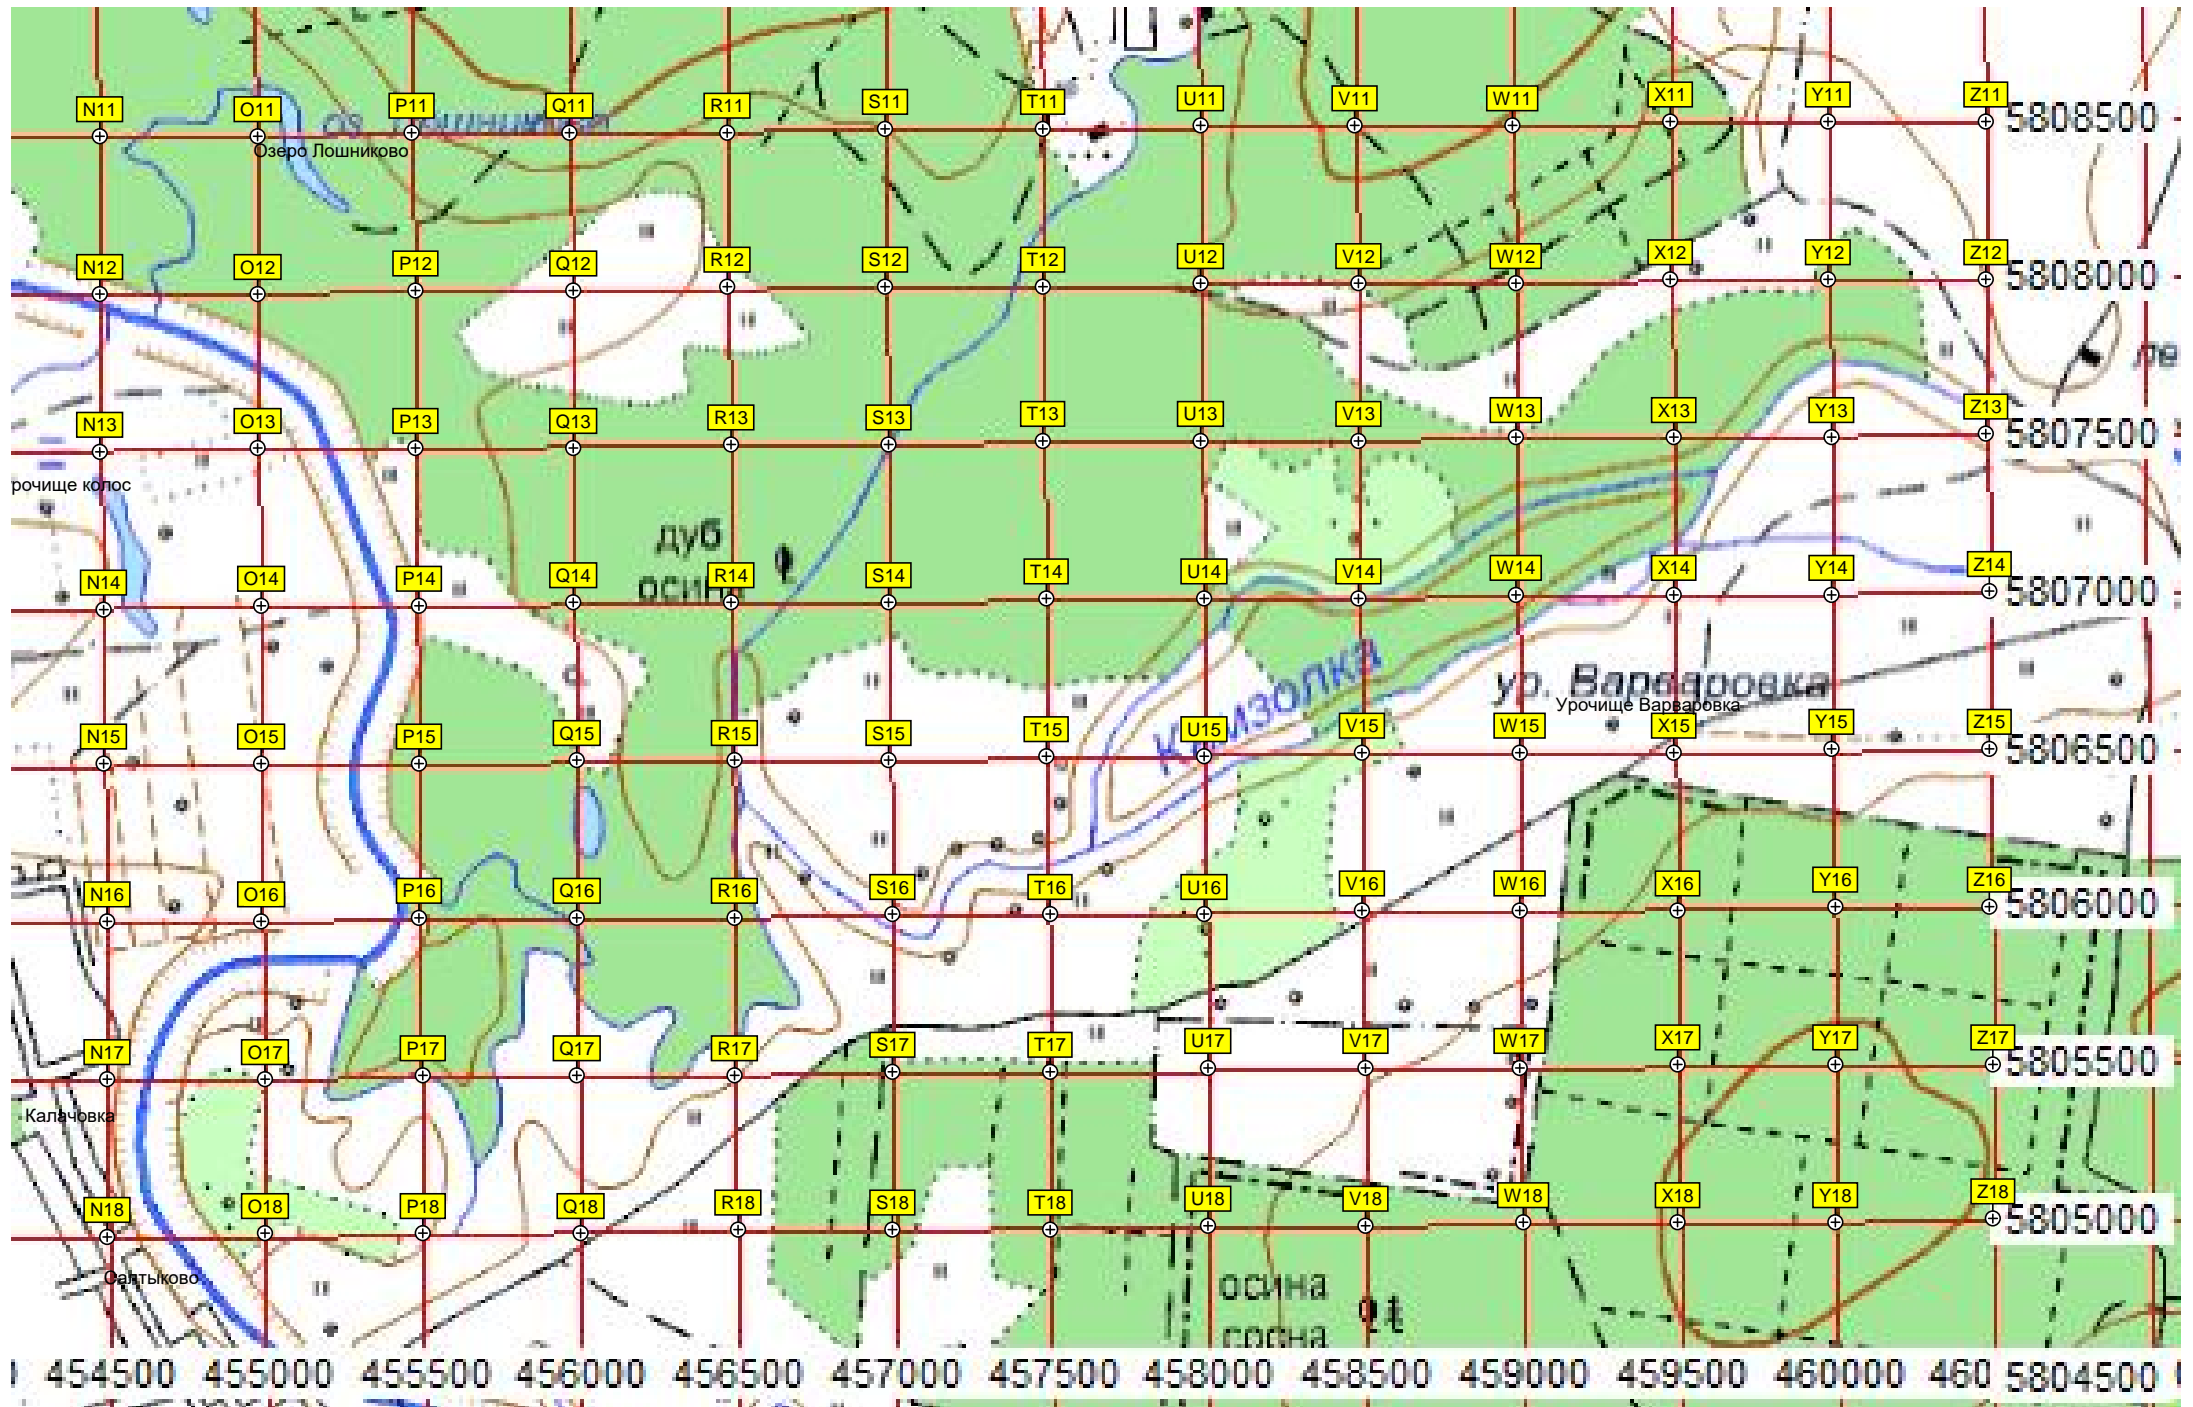 N11 O11 P11 Q11 R11 S11 T11 U11 V11 W11 X11 Y11 Z11 5808500
оз.
Озеро Лошниково
N12 O12 P12 Q12 R12 S12 T12 U12 V12 W12 X12 Y12 Z12 5808000
N13 O13 P13 Q13 R13 S13 T13 U13 V13 W13 X13 Y13 Z13 5807500
рочище колос
дуб
осин
N14 O14 P14 Q14 R14 S14 T14 U14 V14 W14 X14 Y14 Z14 5807000
Камзолка
ур. Варваровка
Урочище Варваровка
N15 O15 P15 Q15 R15 S15 T15 U15 V15 W15 X15 Y15 Z15 5806500
N16 O16 P16 Q16 R16 S16 T16 U16 V16 W16 X16 Y16 Z16 5806000
N17 O17 P17 Q17 R17 S17 T17 U17 V17 W17 X17 Y17 Z17 5805500
Калачовка
N18 O18 P18 Q18 R18 S18 T18 U18 V18 W18 X18 Y18 Z18 5805000
Салтыково
осина
сосна
454500 455000 455500 456000 456500 457000 457500 458000 458500 459000 459500 460000 460 5804500